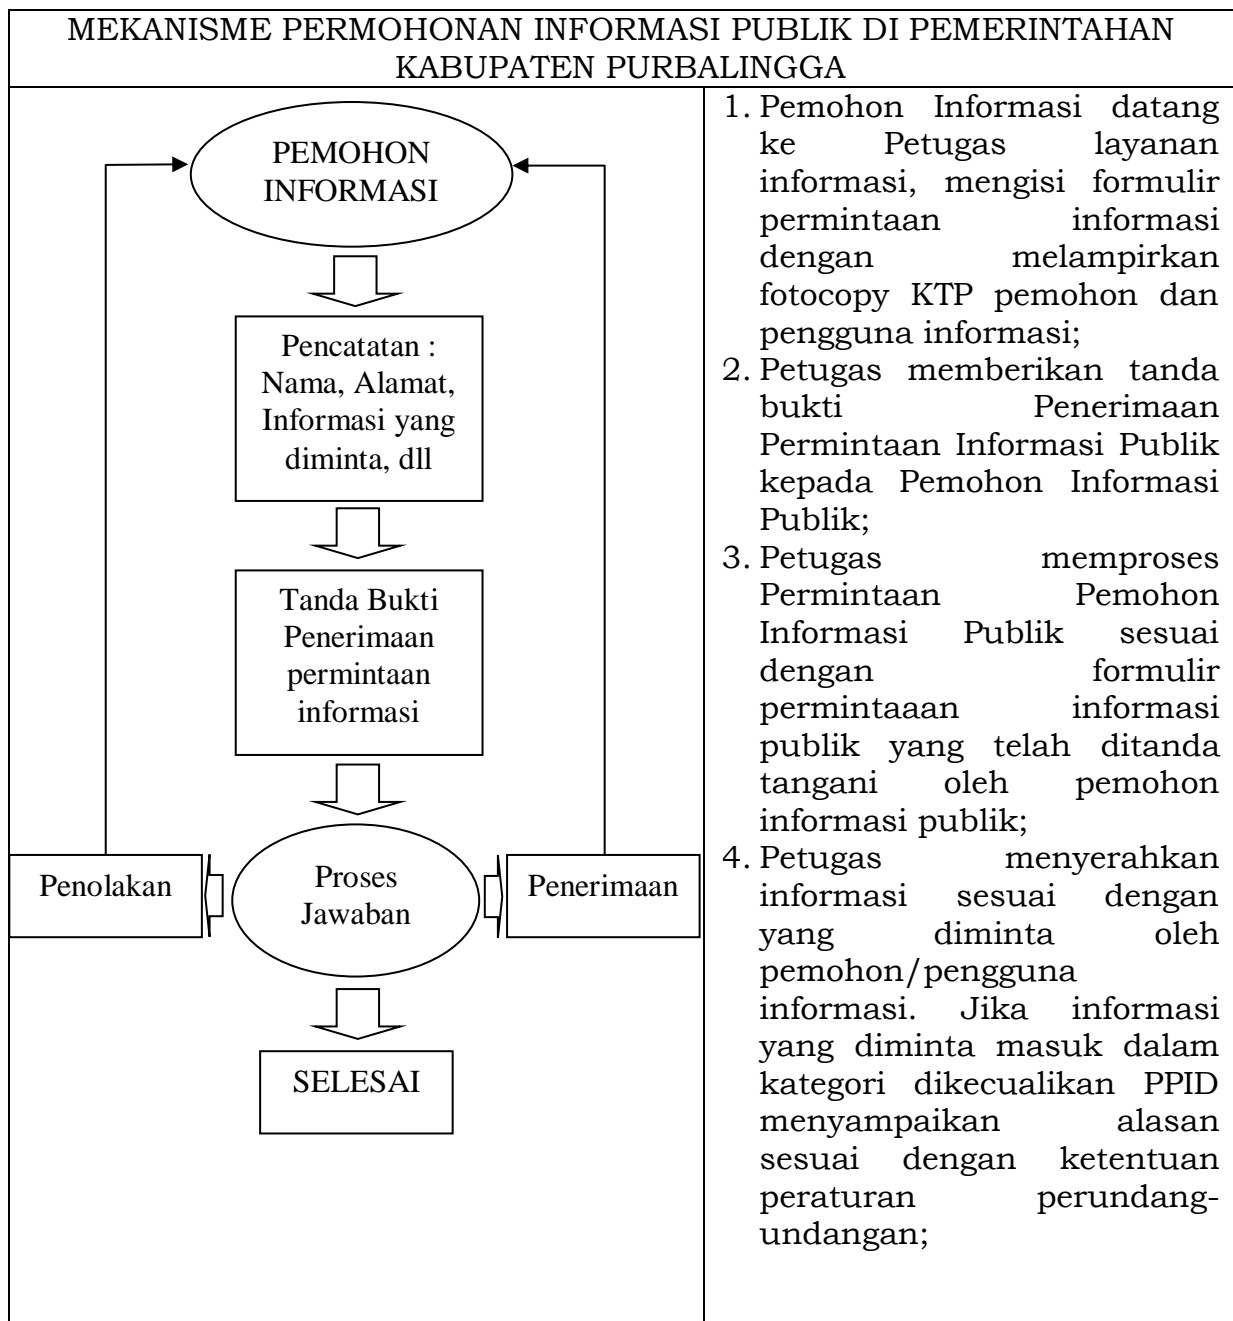 MEKANISME PERMOHONAN INFORMASI PUBLIK DI PEMERINTAHAN
KABUPATEN PURBALINGGA
PEMOHON
INFORMASI
Pencatatan :
Nama, Alamat,
Informasi yang
diminta, dll
Tanda Bukti
Penerimaan
permintaan
informasi
Penolakan
Proses
Jawaban
Penerimaan
SELESAI
1. Pemohon Informasi datang
ke Petugas layanan
informasi, mengisi formulir
permintaan informasi
dengan melampirkan
fotocopy KTP pemohon dan
pengguna informasi;
2. Petugas memberikan tanda
bukti Penerimaan
Permintaan Informasi Publik
kepada Pemohon Informasi
Publik;
3. Petugas memproses
Permintaan Pemohon
Informasi Publik sesuai
dengan formulir
permintaaan informasi
publik yang telah ditanda
tangani oleh pemohon
informasi publik;
4. Petugas menyerahkan
informasi sesuai dengan
yang diminta oleh
pemohon/pengguna
informasi. Jika informasi
yang diminta masuk dalam
kategori dikecualikan PPID
menyampaikan alasan
sesuai dengan ketentuan
peraturan perundang-
undangan;